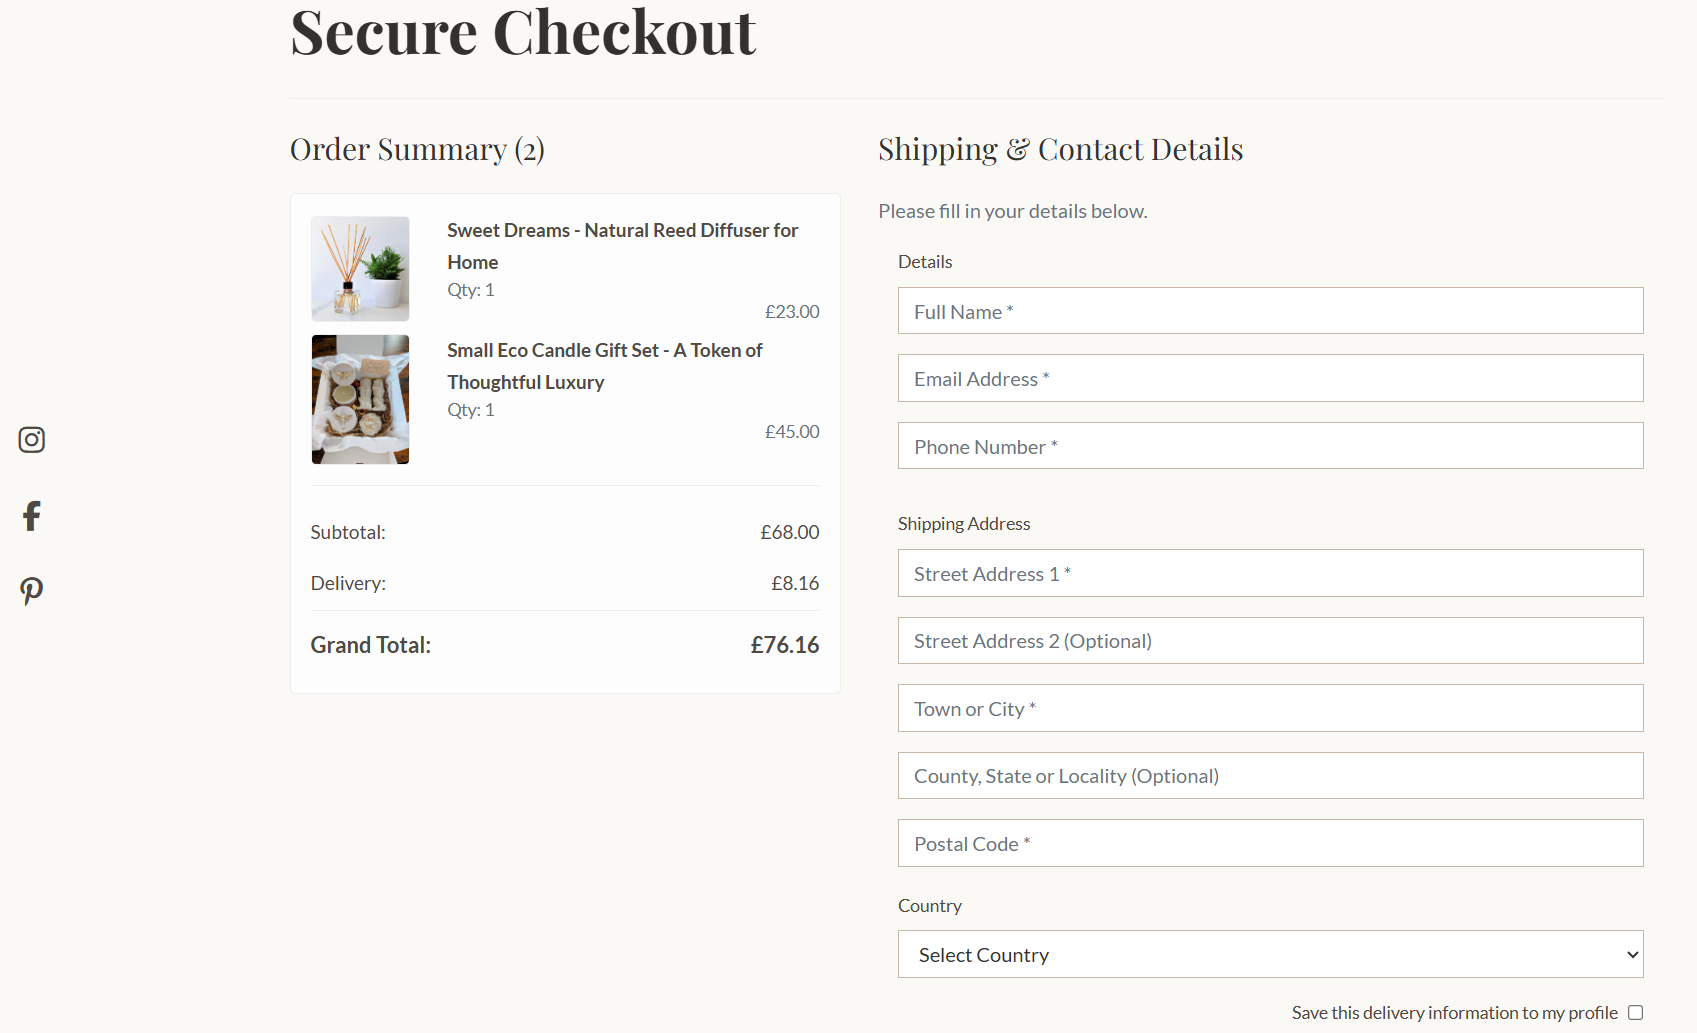 Secure Checkout
Order Summary (2)
Sweet Dreams - Natural Reed Diffuser for
Home
Qty: 1
£23.00
Small Eco Candle Gift Set - A Token of
Thoughtful Luxury
Qty: 1
£45.00
Subtotal:
£68.00
Delivery:
£8.16
Grand Total:
£76.16
Shipping & Contact Details
Please fill in your details below.
Details
Full Name *
Email Address *
Phone Number *
Shipping Address
Street Address 1 *
Street Address 2 (Optional)
Town or City *
County, State or Locality (Optional)
Postal Code *
Country
Select Country
Save this delivery information to my profile